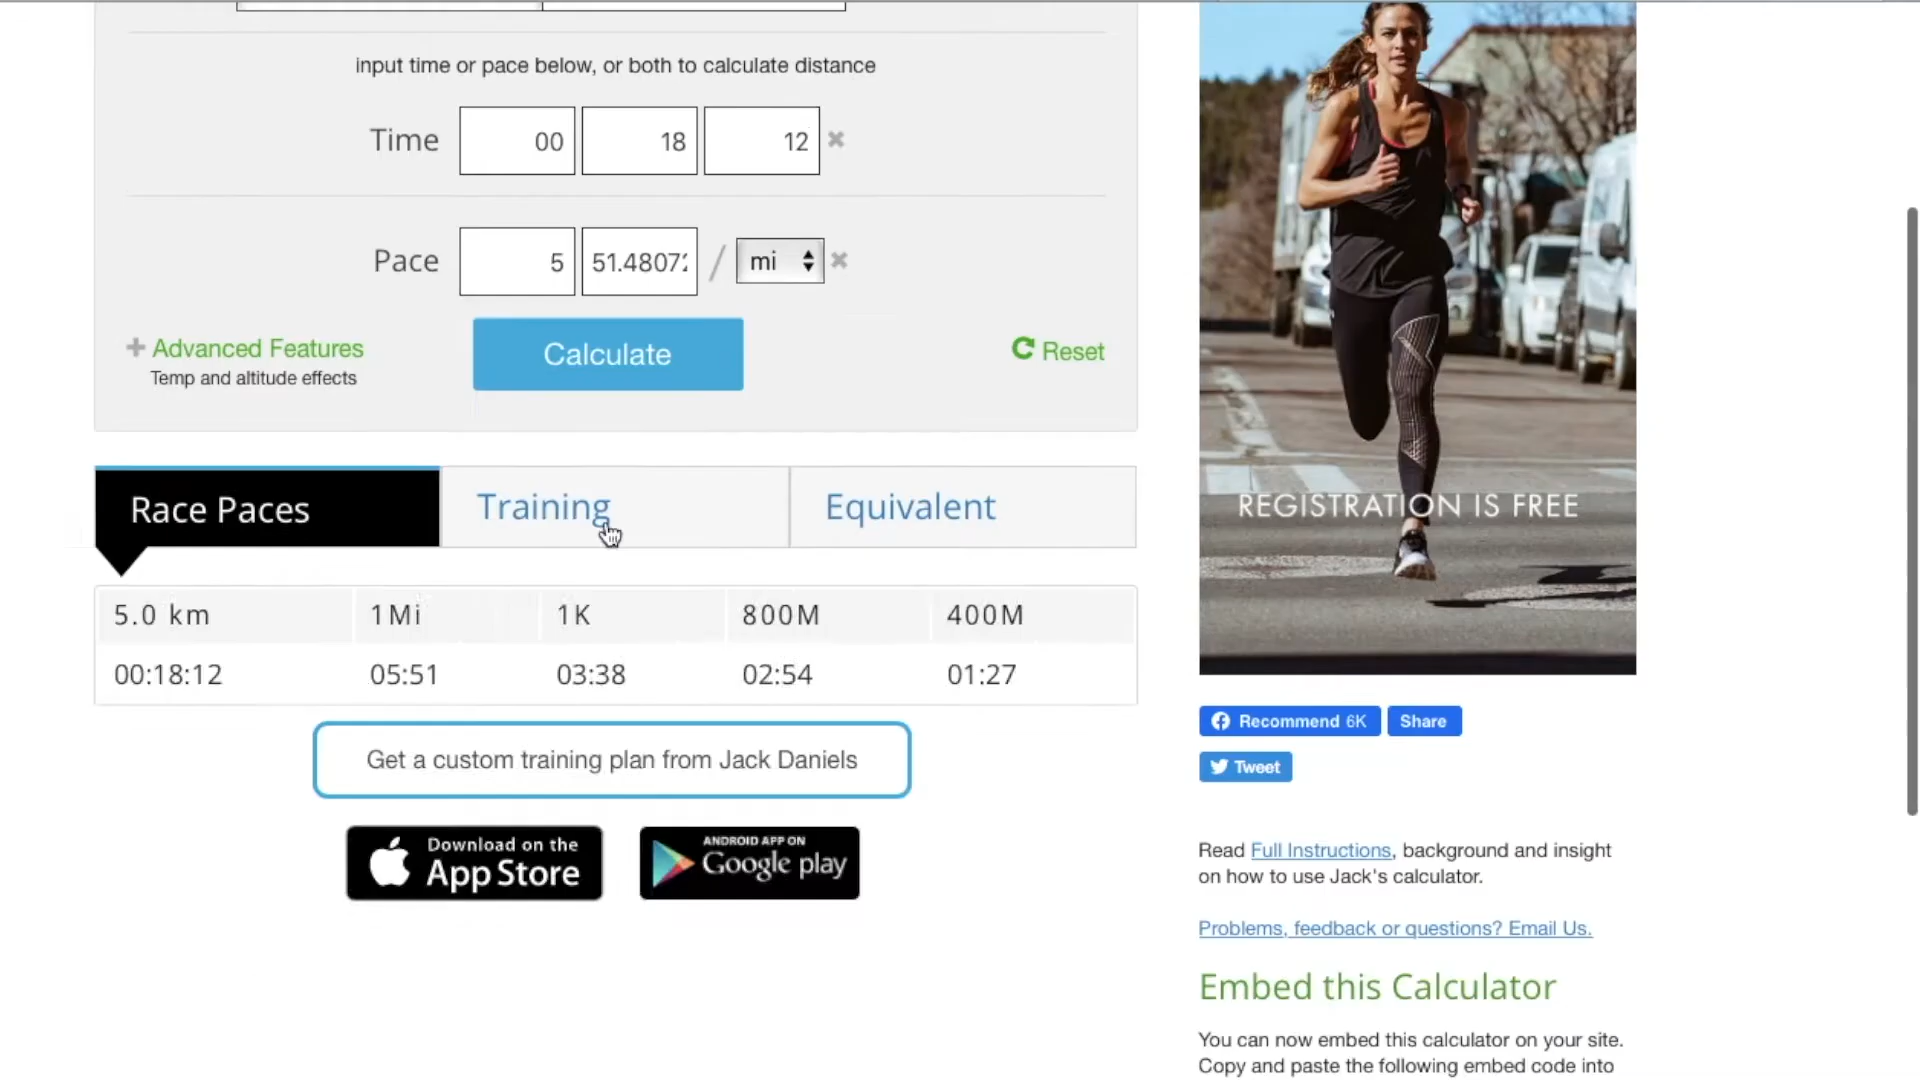 input time or pace below, or both to calculate distance
Time 00 18 12
Pace 5 51.48072 / mi
Advanced Features
Temp and altitude effects
Calculate
Reset
Race Paces Training Equivalent
5.0 km 1Mi 1K 800M 400M
00:18:12 05:51 03:38 02:54 01:27
Get a custom training plan from Jack Daniels
Download on the
App Store
ANDROID APP ON
Google play
REGISTRATION IS FREE
Recommend 6K Share
Tweet
Read Full Instructions, background and insight
on how to use Jack's calculator.
Problems, feedback or questions? Email Us.
Embed this Calculator
You can now embed this calculator on your site.
Copy and paste the following embed code into